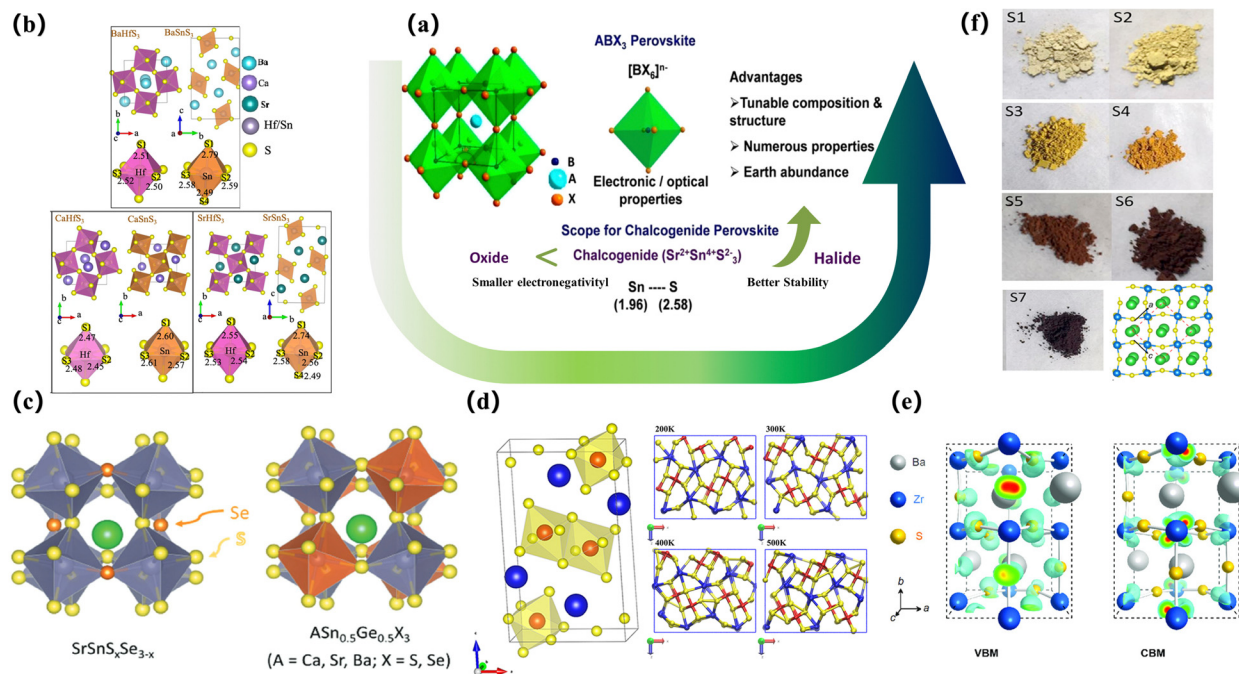 (a)
ABX3 Perovskite
[BX6]n-
B
A
X
Electronic / optical
properties
Advantages
➢Tunable composition &
structure
➢ Numerous properties
➢ Earth abundance
Scope for Chalcogenide Perovskite
Oxide < Chalcogenide (Sr2+Sn4+S2-3) Halide
Smaller electronegativityl
Better Stability
Sn ---- S
(1.96) (2.58)
(b)
BaHfS3
BaSnS3
Ba
Ca
Sr
Hf/Sn
S
b
c
a
c
a
b
S1
2.51
Hf
S3
S2
2.52
2.50
S1
2.79
Sn
S3
S2
2.58
2.59
2.49
S4
CaHfS3
CaSnS3
SrHfS3
SrSnS3
b
c
a
b
c
a
b
c
a
c
a
b
S1
2.47
Hf
S3
S2
2.48
2.45
S1
2.60
Sn
S3
S2
2.61
2.57
S1
2.55
Hf
S3
S2
2.53
2.54
S1
2.74
Sn
S3
S2
2.58
2.56
S4
2.49
(c)
Se
S
SrSnSxSe3-x
ASn0.5Ge0.5X3
(A = Ca, Sr, Ba; X = S, Se)
(d)
200K
300K
400K
500K
(e)
Ba
Zr
S
b
c
a
VBM
CBM
(f)
S1
S2
S3
S4
S5
S6
S7
a
c